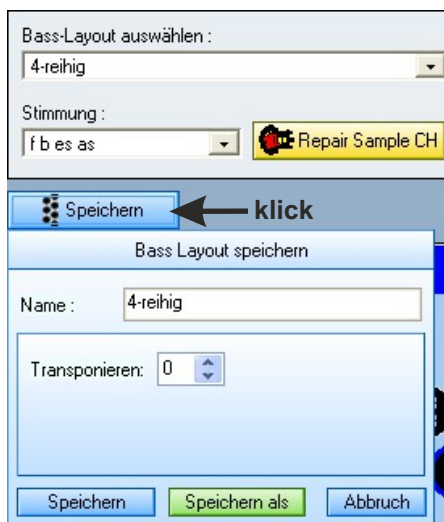 Bass-Layout auswählen :
4-reihig
Stimmung :
f b es as
Repair Sample CH
Speichern
klick
Bass Layout speichern
Name :
4-reihig
Transponieren:
0
Speichern
Speichern als
Abbruch